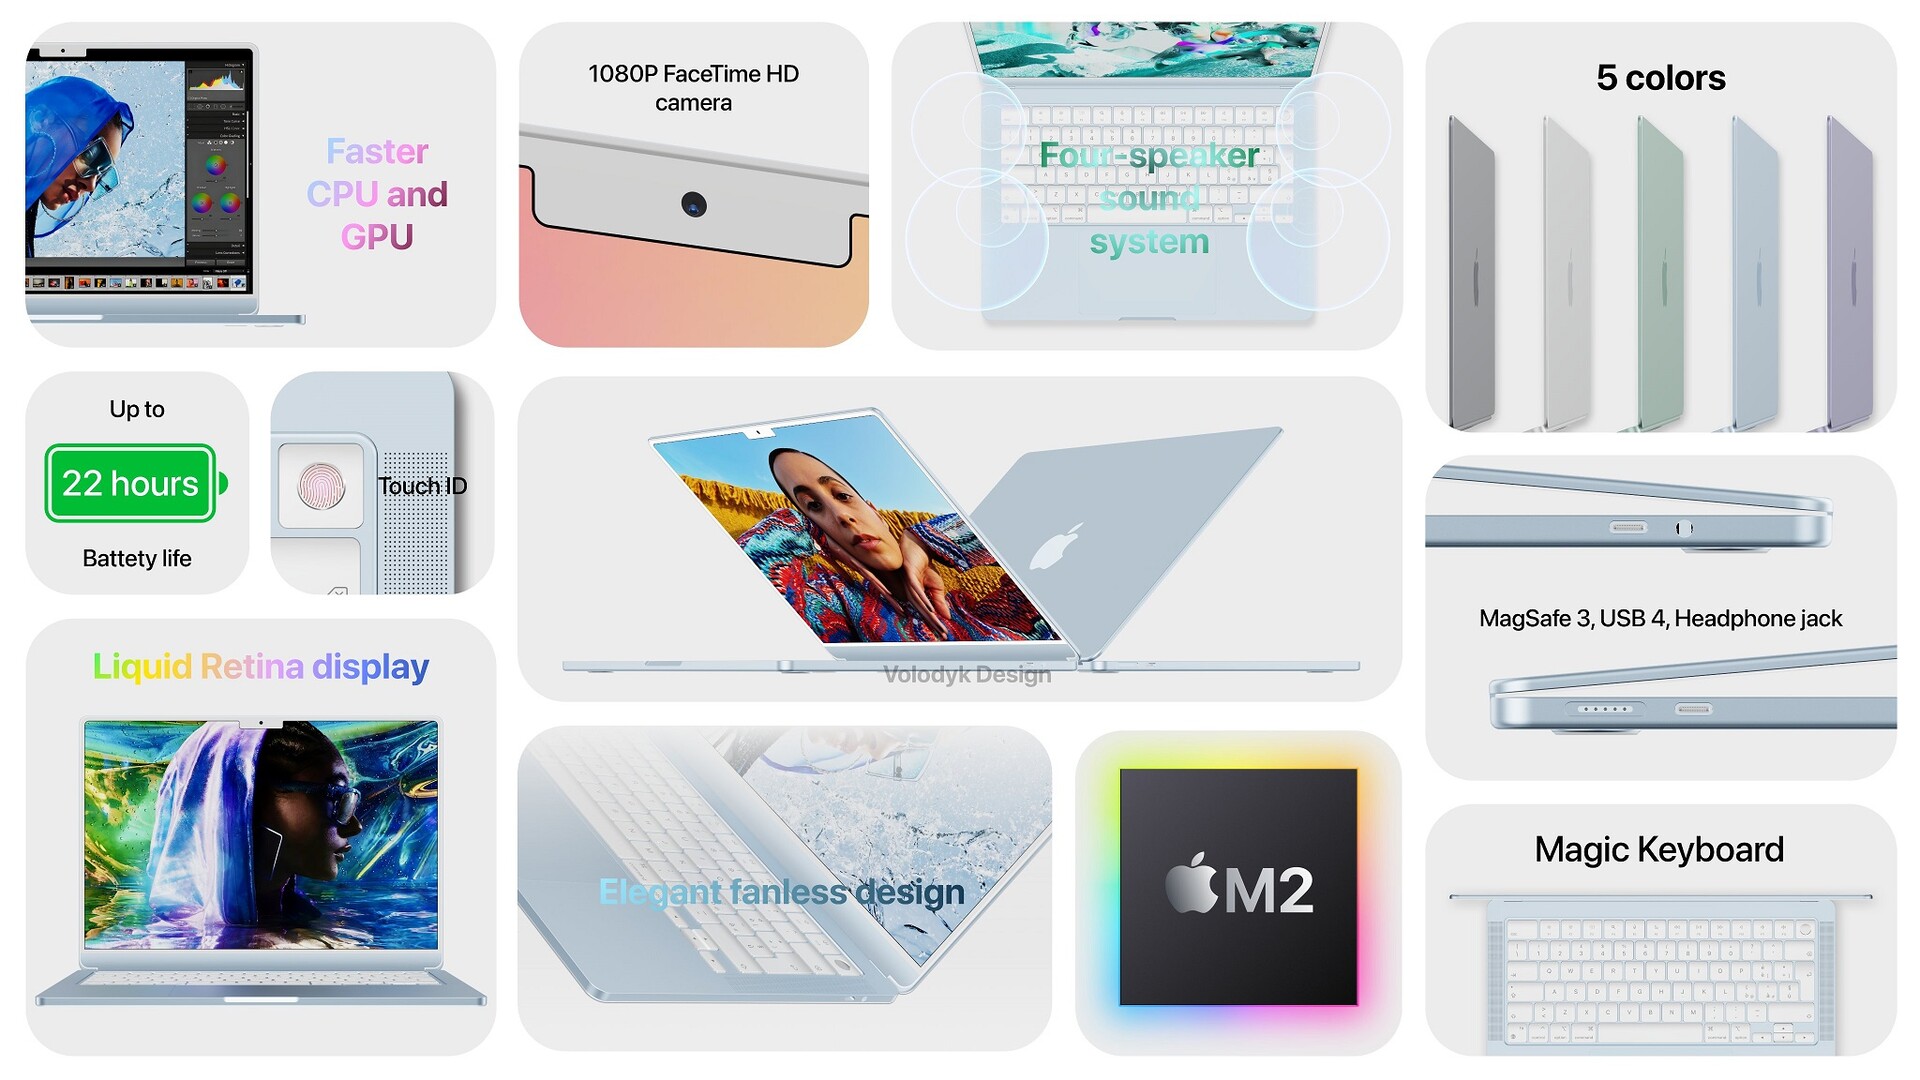 Faster
CPU and
GPU
1080P FaceTime HD
camera
Four-speaker
sound
system
5 colors
Up to
22 hours
Battety life
Touch ID
Volodyk Design
MagSafe 3, USB 4, Headphone jack
Liquid Retina display
Elegant fanless design
M2
Magic Keyboard